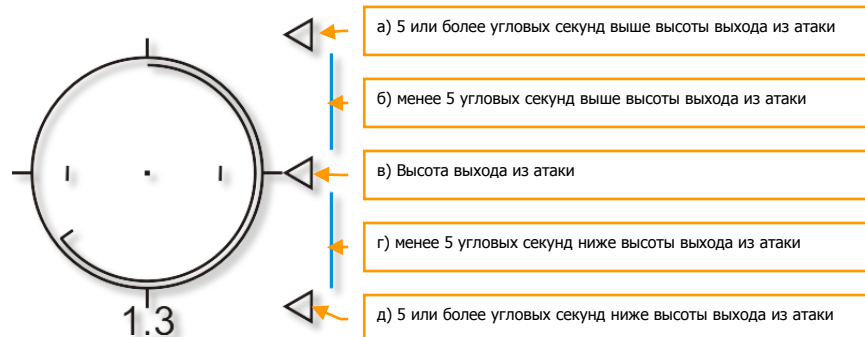 а) 5 или более угловых секунд выше высоты выхода из атаки
б) менее 5 угловых секунд выше высоты выхода из атаки
в) Высота выхода из атаки
г) менее 5 угловых секунд ниже высоты выхода из атаки
д) 5 или более угловых секунд ниже высоты выхода из атаки
1.3